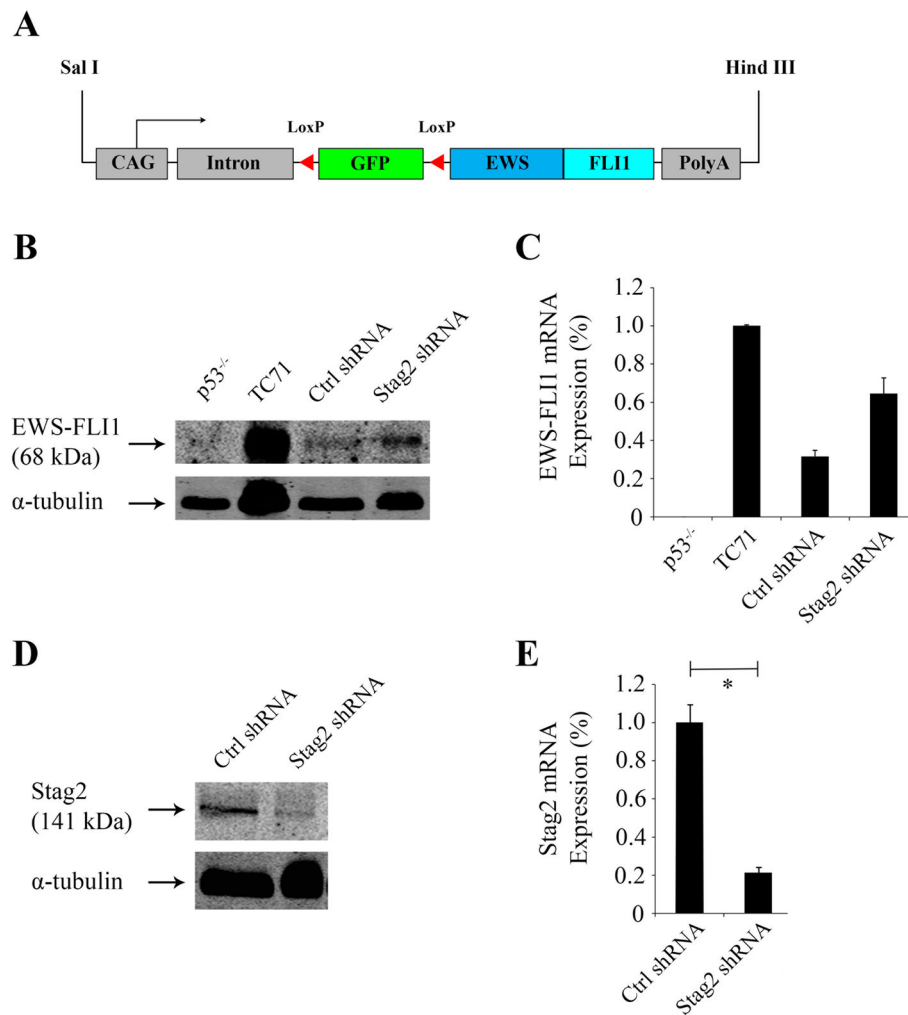 A
Sal I
Hind III
LoxP
LoxP
CAG
Intron
GFP
EWS
FLI1
PolyA
B
p53-/-
TC71
Ctrl shRNA
Stag2 shRNA
EWS-FLI1
(68 kDa)
α-tubulin
C
EWS-FLI1 mRNA
Expression (%)
1.2
1.0
0.8
0.6
0.4
0.2
0
p53-/-
TC71
Ctrl shRNA
Stag2 shRNA
D
Ctrl shRNA
Stag2 shRNA
Stag2
(141 kDa)
α-tubulin
E
*
Stag2 mRNA
Expression (%)
1.2
1.0
0.8
0.6
0.4
0.2
0
Ctrl shRNA
Stag2 shRNA